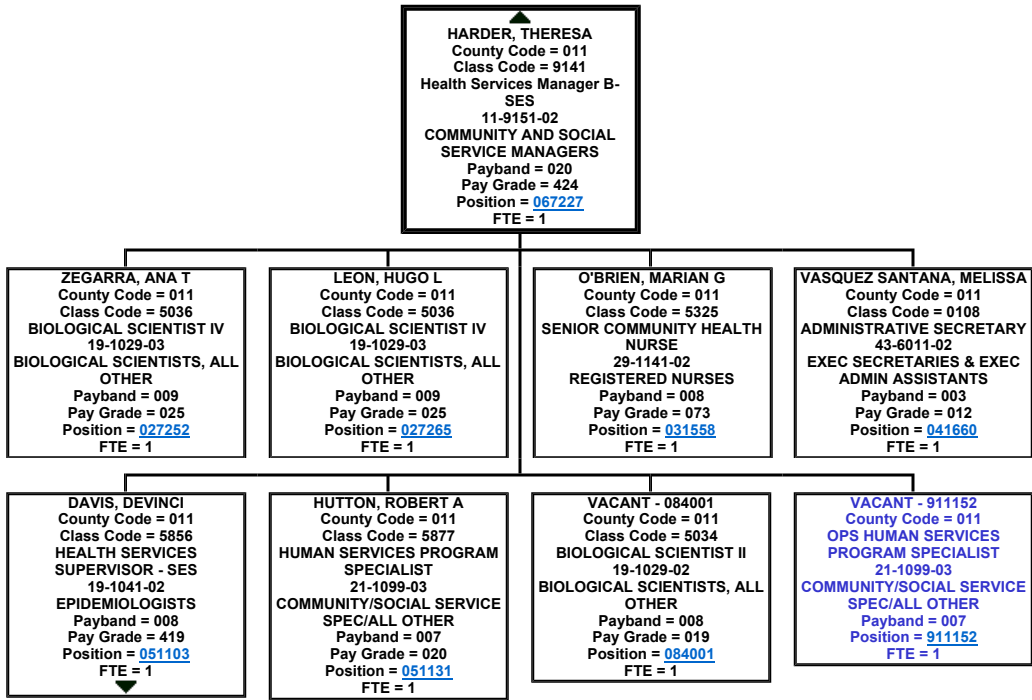 HARDER, THERESA
County Code = 011
Class Code = 9141
Health Services Manager B-
SES
11-9151-02
COMMUNITY AND SOCIAL
SERVICE MANAGERS
Payband = 020
Pay Grade = 424
Position = 067227
FTE = 1
ZEGARRA, ANA T
County Code = 011
Class Code = 5036
BIOLOGICAL SCIENTIST IV
19-1029-03
BIOLOGICAL SCIENTISTS, ALL
OTHER
Payband = 009
Pay Grade = 025
Position = 027252
FTE = 1
LEON, HUGO L
County Code = 011
Class Code = 5036
BIOLOGICAL SCIENTIST IV
19-1029-03
BIOLOGICAL SCIENTISTS, ALL
OTHER
Payband = 009
Pay Grade = 025
Position = 027265
FTE = 1
O'BRIEN, MARIAN G
County Code = 011
Class Code = 5325
SENIOR COMMUNITY HEALTH
NURSE
29-1141-02
REGISTERED NURSES
Payband = 008
Pay Grade = 073
Position = 031558
FTE = 1
VASQUEZ SANTANA, MELISSA
County Code = 011
Class Code = 0108
ADMINISTRATIVE SECRETARY
43-6011-02
EXEC SECRETARIES & EXEC
ADMIN ASSISTANTS
Payband = 003
Pay Grade = 012
Position = 041660
FTE = 1
DAVIS, DEVINCI
County Code = 011
Class Code = 5856
HEALTH SERVICES
SUPERVISOR - SES
19-1041-02
EPIDEMIOLOGISTS
Payband = 008
Pay Grade = 419
Position = 051103
FTE = 1
HUTTON, ROBERT A
County Code = 011
Class Code = 5877
HUMAN SERVICES PROGRAM
SPECIALIST
21-1099-03
COMMUNITY/SOCIAL SERVICE
SPEC/ALL OTHER
Payband = 007
Pay Grade = 020
Position = 051131
FTE = 1
VACANT - 084001
County Code = 011
Class Code = 5034
BIOLOGICAL SCIENTIST II
19-1029-02
BIOLOGICAL SCIENTISTS, ALL
OTHER
Payband = 008
Pay Grade = 019
Position = 084001
FTE = 1
VACANT - 911152
County Code = 011
OPS HUMAN SERVICES
PROGRAM SPECIALIST
21-1099-03
COMMUNITY/SOCIAL SERVICE
SPEC/ALL OTHER
Payband = 007
Position = 911152
FTE = 1